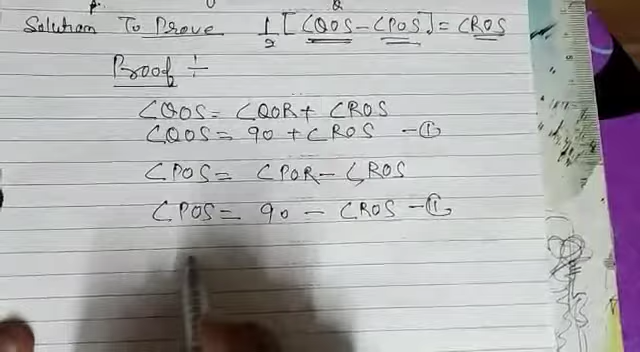 Solution To Prove 1/2 [∠QOS - ∠POS] = ∠ROS
Proof ÷
∠QOS = ∠QOR + ∠ROS
∠QOS = 90 + ∠ROS - ①
∠POS = ∠POR - ∠ROS
∠POS = 90 - ∠ROS - ⑪